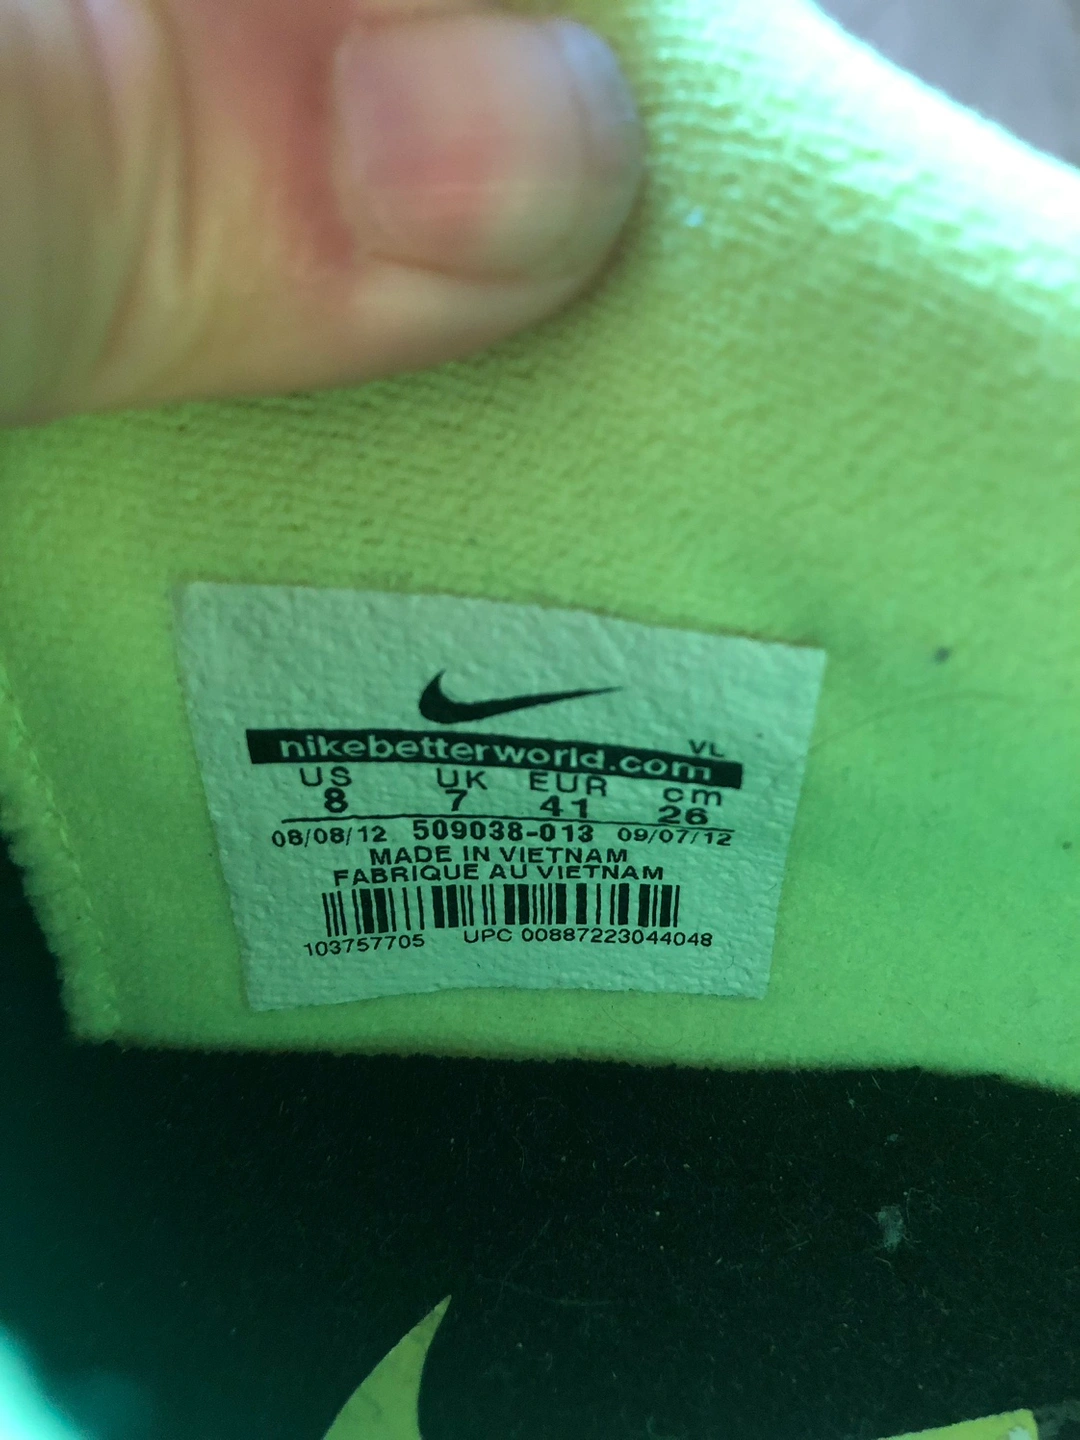 nikebetterworld.com VL
US UK EUR cm
8 7 41 26
08/08/12 509038-013 09/07/12
MADE IN VIETNAM
FABRIQUE AU VIETNAM
103757705 UPC 00887223044048